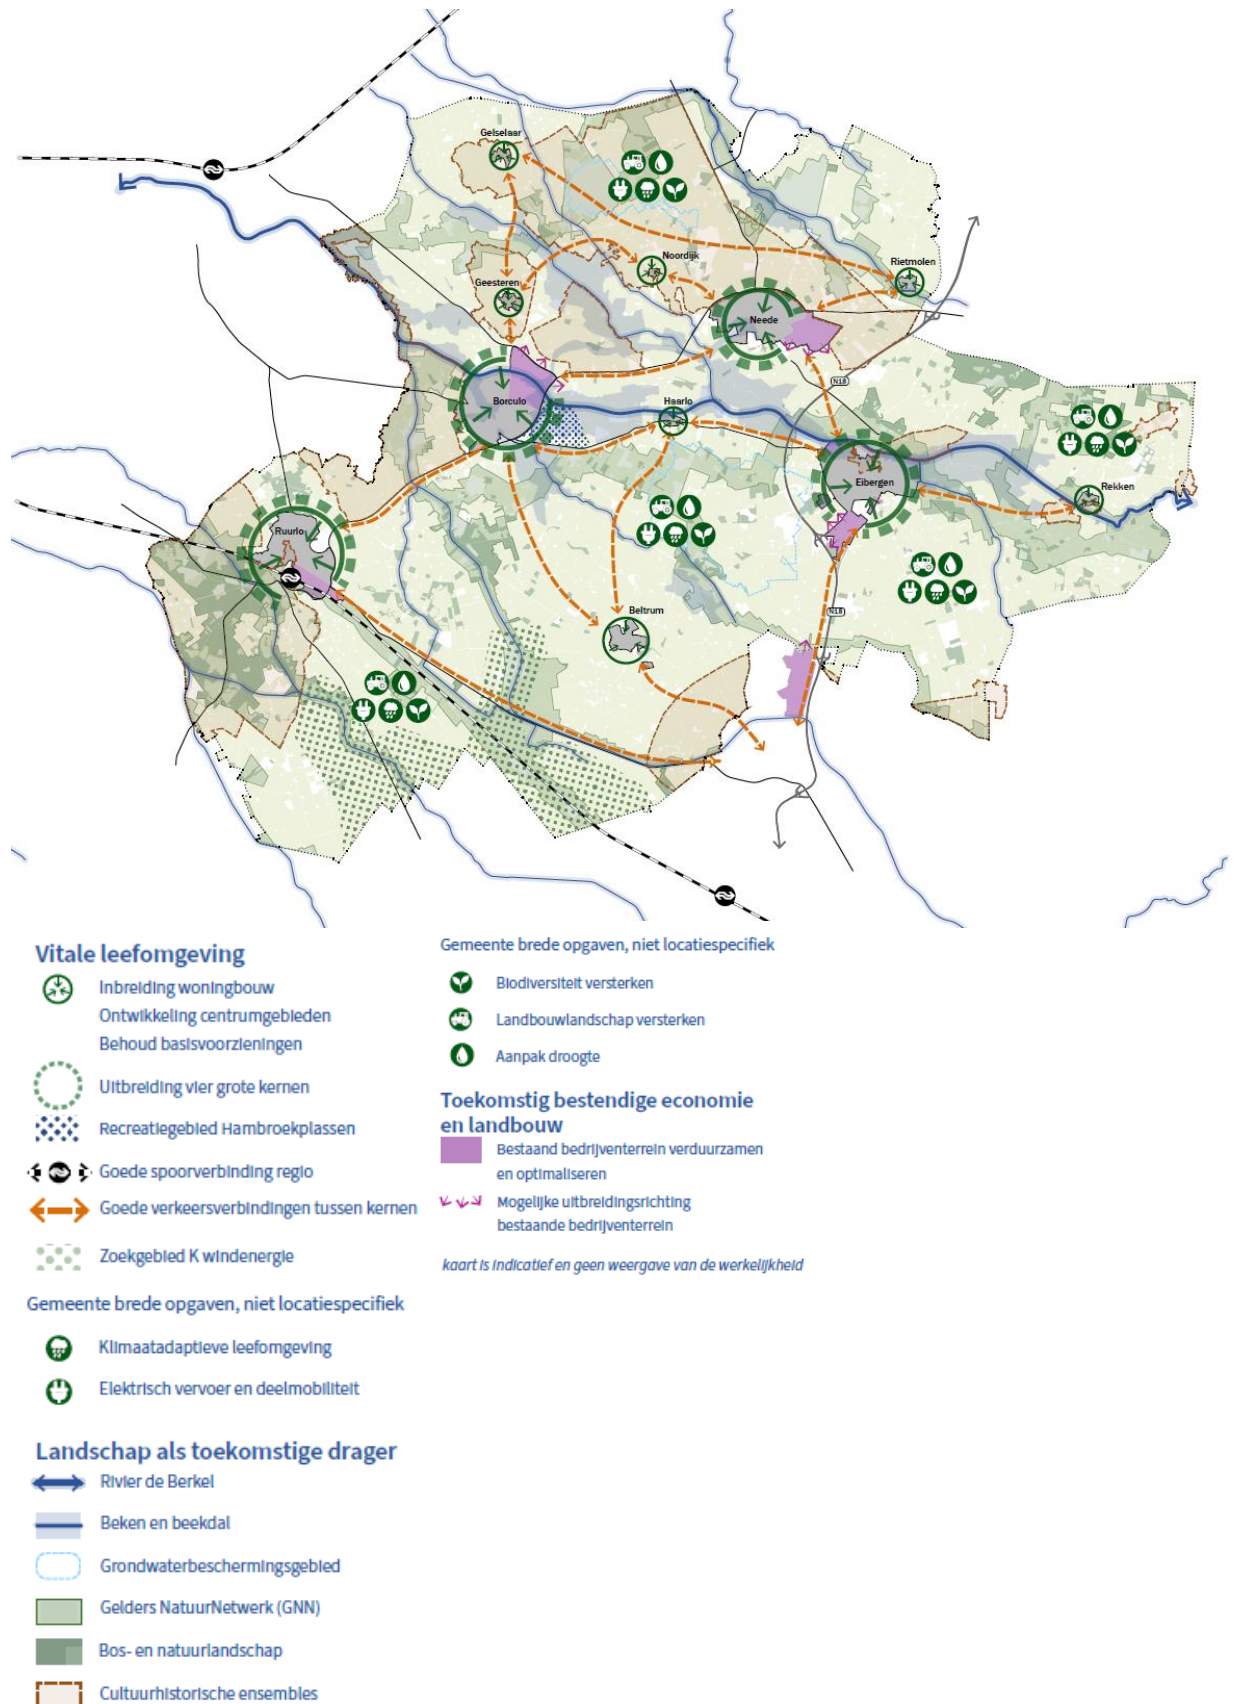 Gelselaar
Noordijk
Rietmolen
Geesteren
Neede
N18
Borculo
Haarlo
Eibergen
Rekken
Ruurlo
N18
Beltrum
Vitale leefomgeving
Inbreiding woningbouw
Ontwikkeling centrumgebieden
Behoud basisvoorzieningen
Uitbreiding vier grote kernen
Recreatiegebied Hambroekplassen
Goede spoorverbinding regio
Goede verkeersverbindingen tussen kernen
Zoekgebied K windenergie
Gemeente brede opgaven, niet locatiespecifiek
Klimaatadaptieve leefomgeving
Elektrisch vervoer en deelmobiliteit
Landschap als toekomstige drager
Rivier de Berkel
Beken en beekdal
Grondwaterbeschermingsgebied
Gelders NatuurNetwerk (GNN)
Bos- en natuurlandschap
Cultuurhistorische ensembles
Gemeente brede opgaven, niet locatiespecifiek
Biodiversiteit versterken
Landbouwlandschap versterken
Aanpak droogte
Toekomstig bestendige economie
en landbouw
Bestaand bedrijventerrein verduurzamen
en optimaliseren
Mogelijke uitbreidingsrichting
bestaande bedrijventerrein
kaart is indicatief en geen weergave van de werkelijkheid